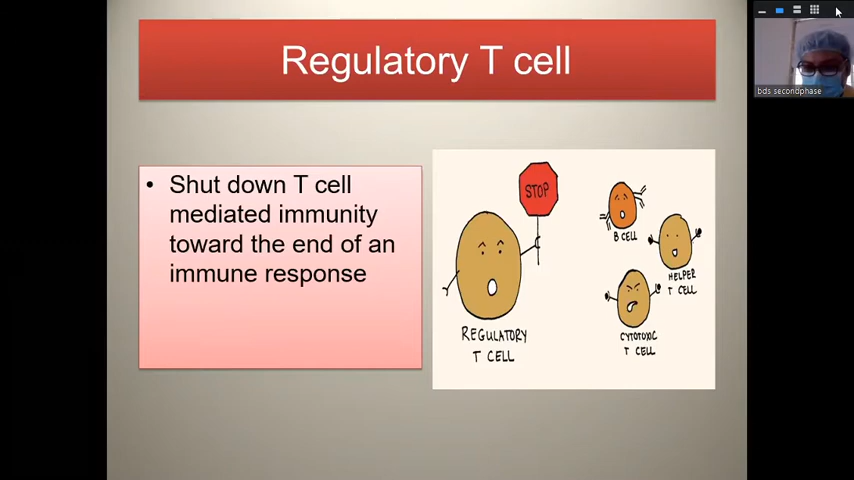 Regulatory T cell
• Shut down T cell
mediated immunity
toward the end of an
immune response
STOP
REGULATORY
T CELL
B CELL
HELPER
T CELL
CYTOTOXIC
T CELL
bds secondphase